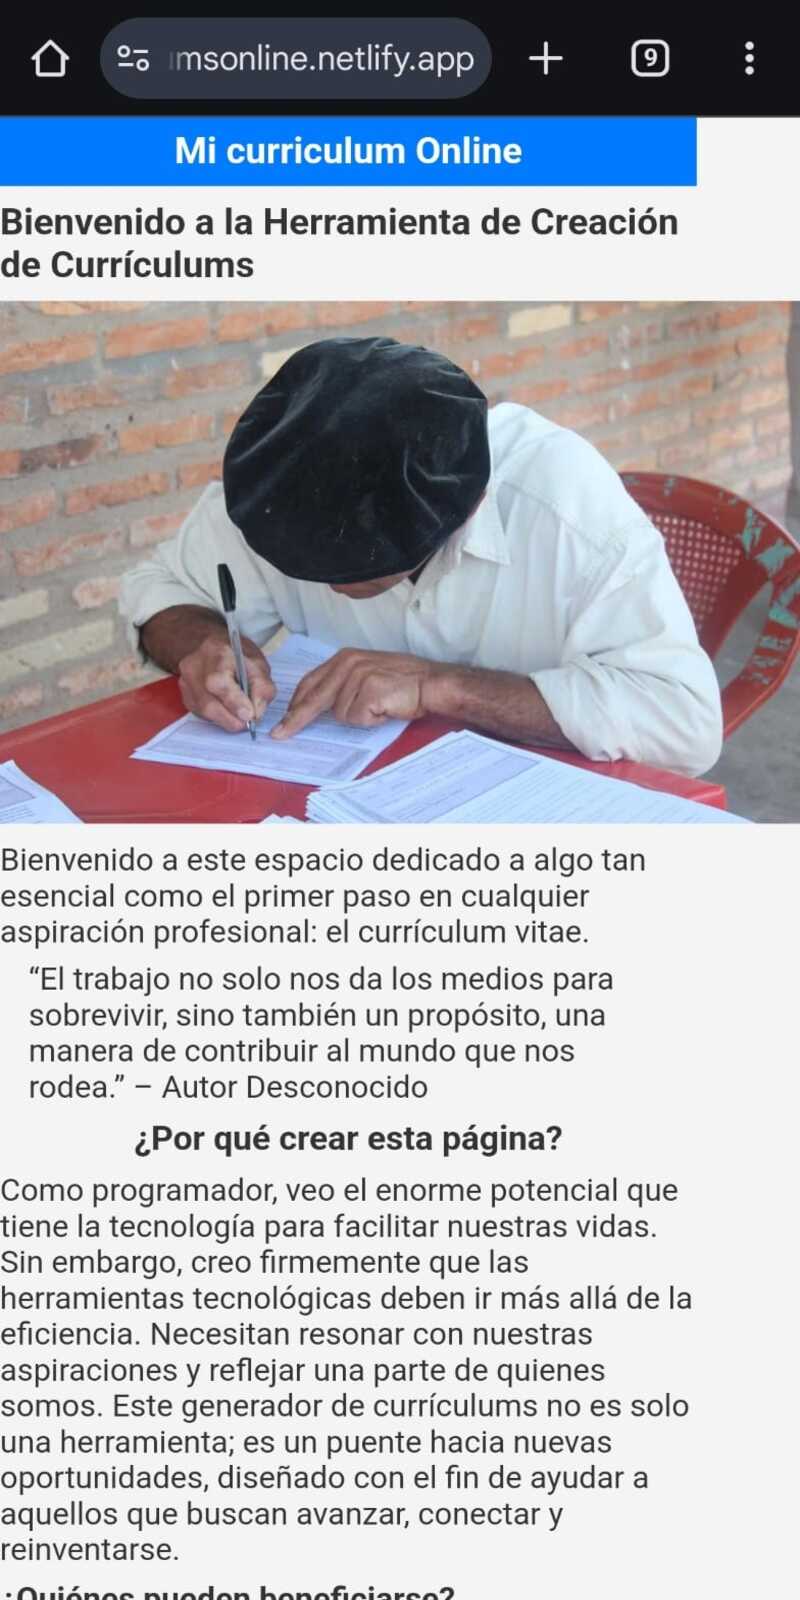 msonline.netlify.app
9
Mi curriculum Online
Bienvenido a la Herramienta de Creación
de Currículums
Bienvenido a este espacio dedicado a algo tan
esencial como el primer paso en cualquier
aspiración profesional: el currículum vitae.
“El trabajo no solo nos da los medios para
sobrevivir, sino también un propósito, una
manera de contribuir al mundo que nos
rodea.” – Autor Desconocido
¿Por qué crear esta página?
Como programador, veo el enorme potencial que
tiene la tecnología para facilitar nuestras vidas.
Sin embargo, creo firmemente que las
herramientas tecnológicas deben ir más allá de la
eficiencia. Necesitan resonar con nuestras
aspiraciones y reflejar una parte de quienes
somos. Este generador de currículums no es solo
una herramienta; es un puente hacia nuevas
oportunidades, diseñado con el fin de ayudar a
aquellos que buscan avanzar, conectar y
reinventarse.
¿Quiénes pueden beneficiarse?